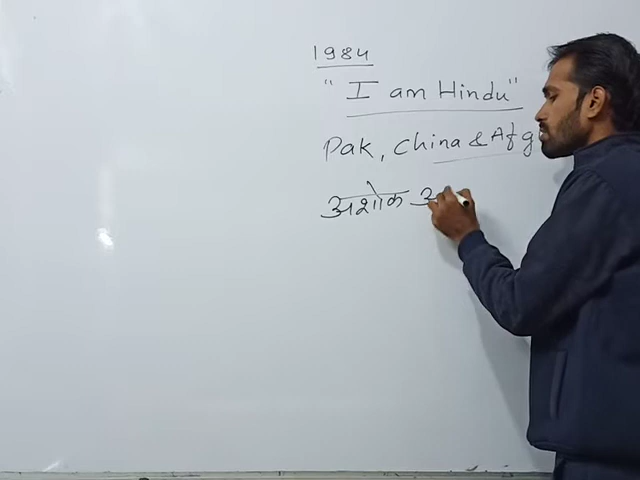 1984
"I am Hindu"
Pak, China & Afg
अशोक